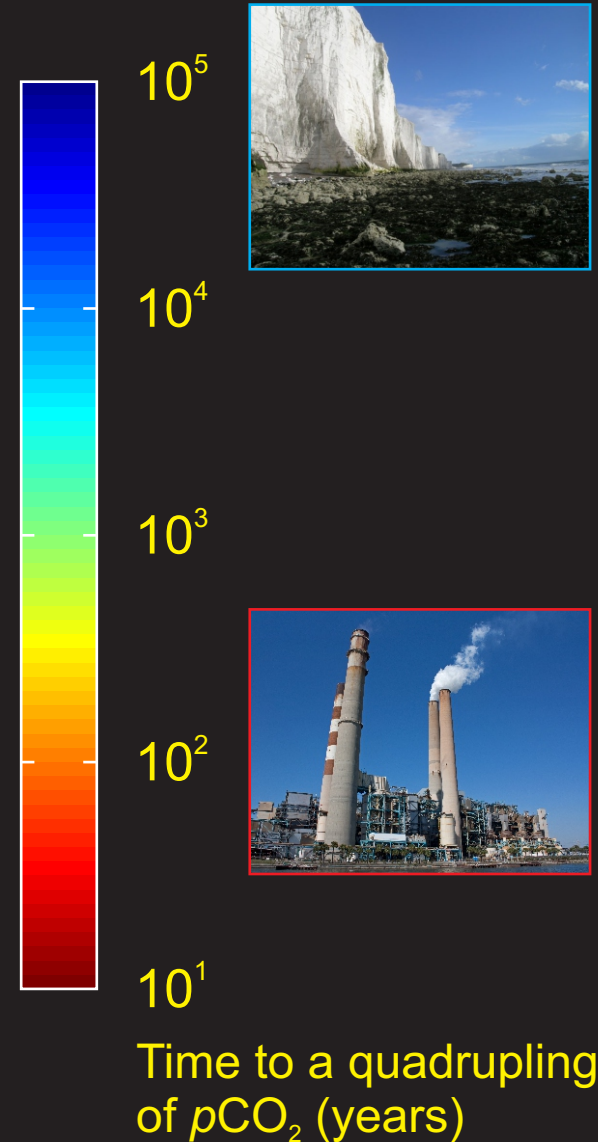 10⁵
10⁴
10³
10²
10¹
Time to a quadrupling
of pCO₂ (years)